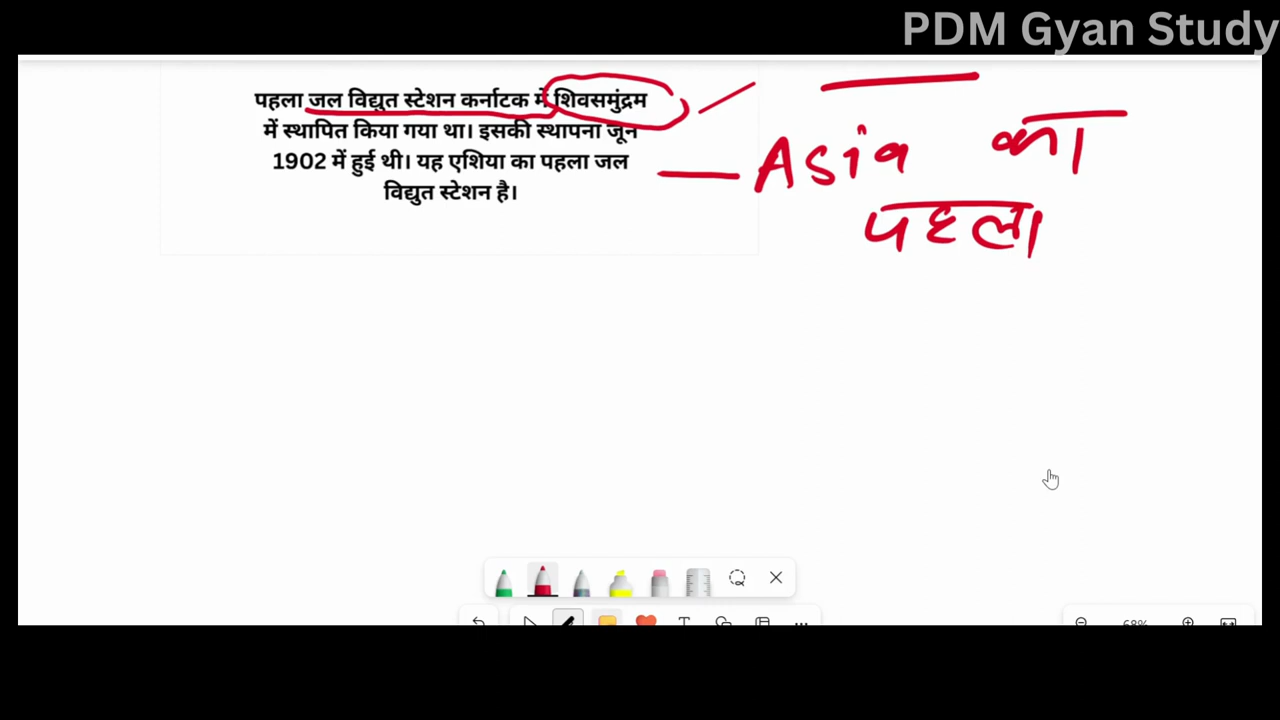 PDM Gyan Study
पहला जल विद्युत स्टेशन कर्नाटक में शिवसमुंद्रम
में स्थापित किया गया था। इसकी स्थापना जून
1902 में हुई थी। यह एशिया का पहला जल
विद्युत स्टेशन है।
Asia का
पहला
68%